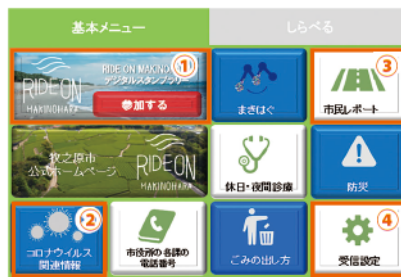 基本メニュー
しらべる
RIDE ON MAKINOHARA
デジタルスタンプラリー
RIDE ON
MAKINOHARA
参加する
①
まきはぐ
③
市民レポート
牧之原市
公式ホームページ
RIDE ON
MAKINOHARA
休日・夜間診療
防災
②
コロナウイルス
関連情報
市役所の各課の
電話番号
ごみの出し方
④
受信設定